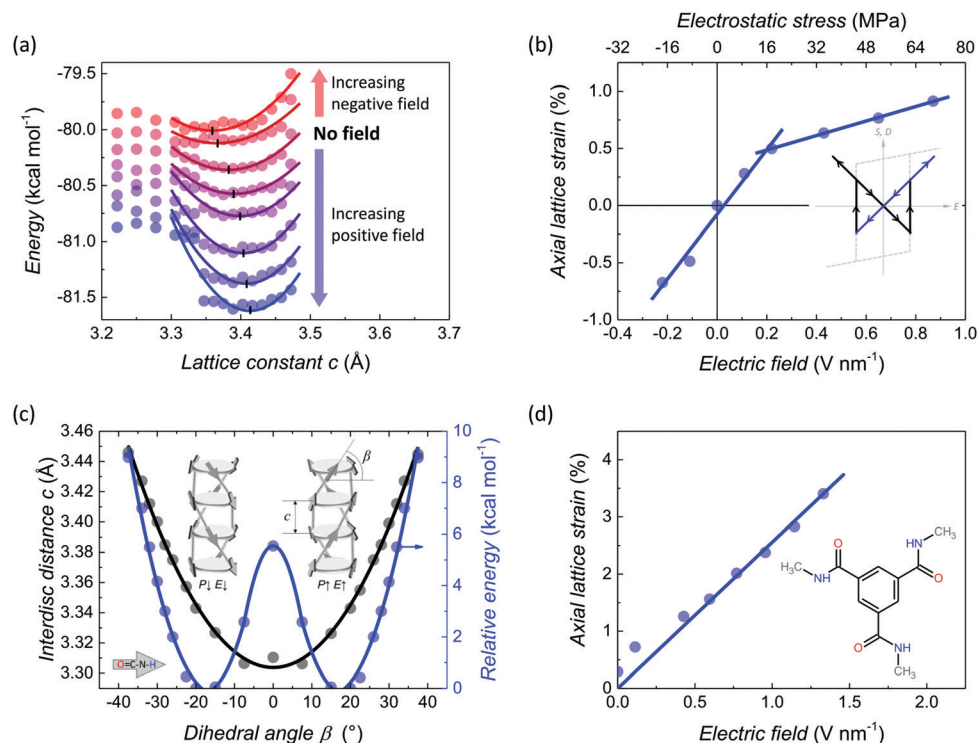 (a)
Energy (kcal mol⁻¹)
-79.5
-80.0
-80.5
-81.0
-81.5
3.2 3.3 3.4 3.5 3.6 3.7
Lattice constant c (Å)
Increasing
negative field
No field
Increasing
positive field
(b)
Electrostatic stress (MPa)
-32 -16 0 16 32 48 64 80
Axial lattice strain (%)
1.0
0.5
0.0
-0.5
-1.0
S, D
E
-0.4 -0.2 0.0 0.2 0.4 0.6 0.8 1.0
Electric field (V nm⁻¹)
(c)
Interdisc distance c (Å)
3.46
3.44
3.42
3.40
3.38
3.36
3.34
3.32
3.30
β
c
P↓ E↓
P↑ E↑
O=C-N-H
10
8
6
4
2
0
Relative energy (kcal mol⁻¹)
-40 -30 -20 -10 0 10 20 30 40
Dihedral angle β (°)
(d)
Axial lattice strain (%)
5
4
3
2
1
0
O
HN
CH₃
H₃C
NH
O
O
NH
CH₃
0.0 0.5 1.0 1.5 2.0
Electric field (V nm⁻¹)